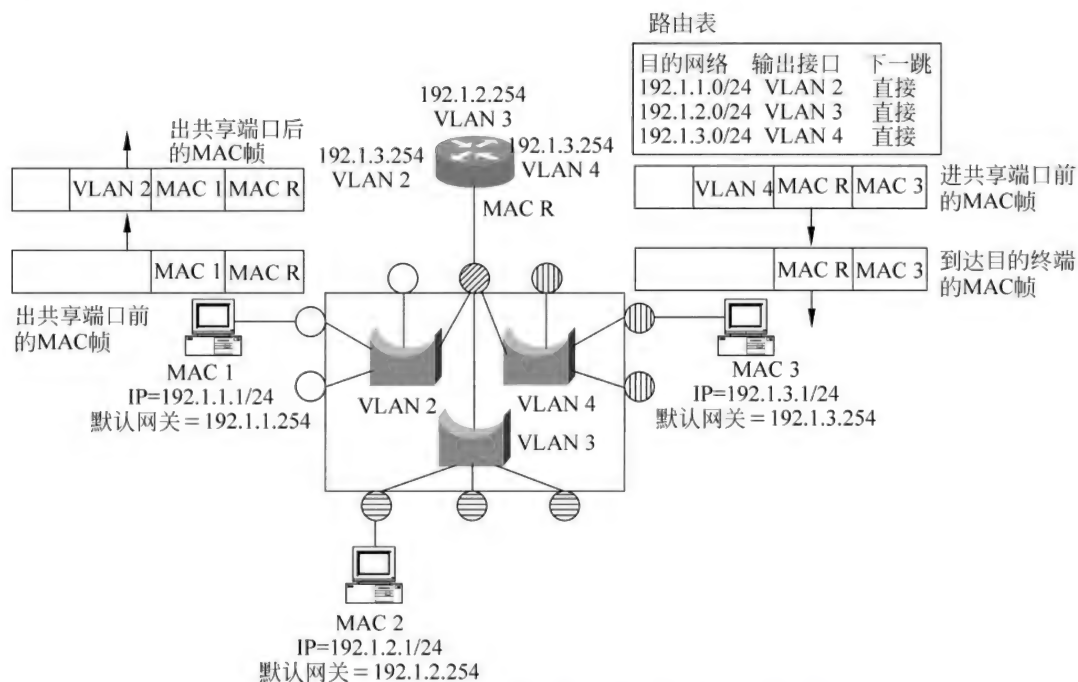 路由表
目的网络 输出接口 下一跳
192.1.1.0/24 VLAN 2 直接
192.1.2.0/24 VLAN 3 直接
192.1.3.0/24 VLAN 4 直接
192.1.2.254
VLAN 3
192.1.3.254
VLAN 2
192.1.3.254
VLAN 4
MAC R
出共享端口后
的MAC帧
VLAN 2 MAC 1 MAC R
MAC 1 MAC R
出共享端口前
的MAC帧
VLAN 4 MAC R MAC 3
进共享端口前
的MAC帧
MAC R MAC 3
到达目的终端
的MAC帧
MAC 1
IP=192.1.1.1/24
默认网关=192.1.1.254
VLAN 2
VLAN 4
VLAN 3
MAC 3
IP=192.1.3.1/24
默认网关=192.1.3.254
MAC 2
IP=192.1.2.1/24
默认网关=192.1.2.254